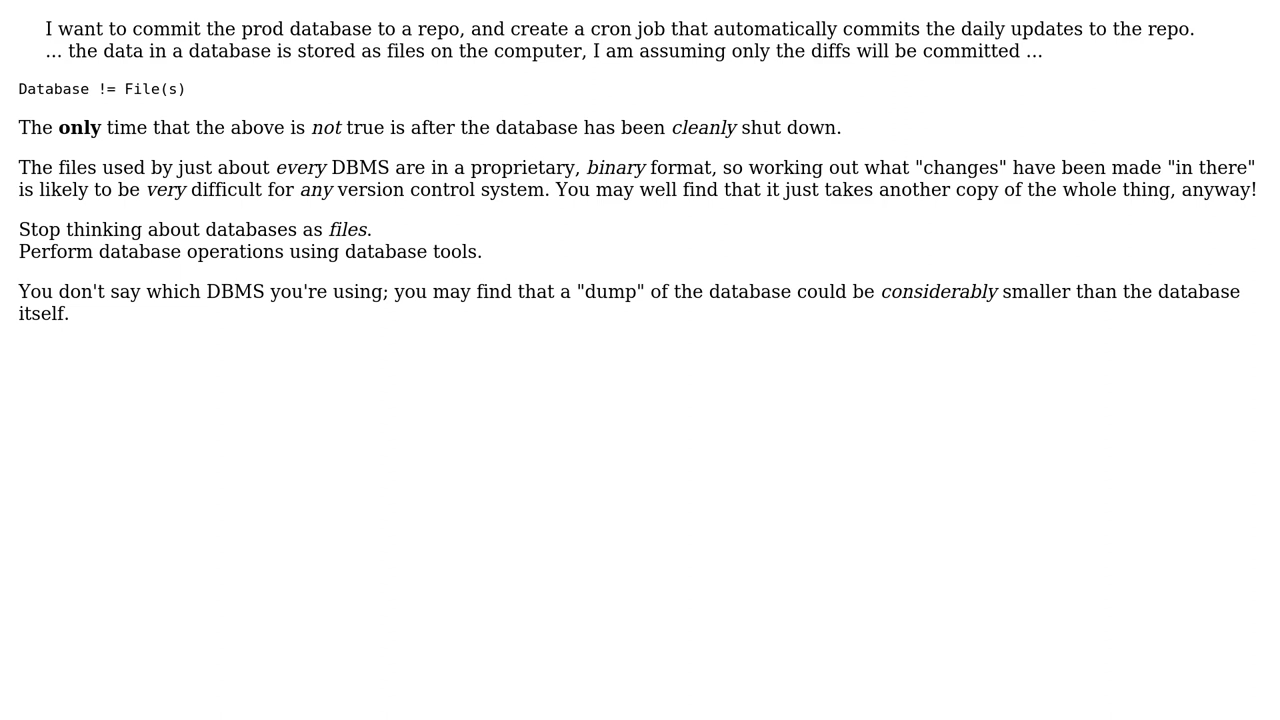 I want to commit the prod database to a repo, and create a cron job that automatically commits the daily updates to the repo.
... the data in a database is stored as files on the computer, I am assuming only the diffs will be committed ...
Database != File(s)
The only time that the above is not true is after the database has been cleanly shut down.
The files used by just about every DBMS are in a proprietary, binary format, so working out what "changes" have been made "in there"
is likely to be very difficult for any version control system. You may well find that it just takes another copy of the whole thing, anyway!
Stop thinking about databases as files.
Perform database operations using database tools.
You don't say which DBMS you're using; you may find that a "dump" of the database could be considerably smaller than the database
itself.